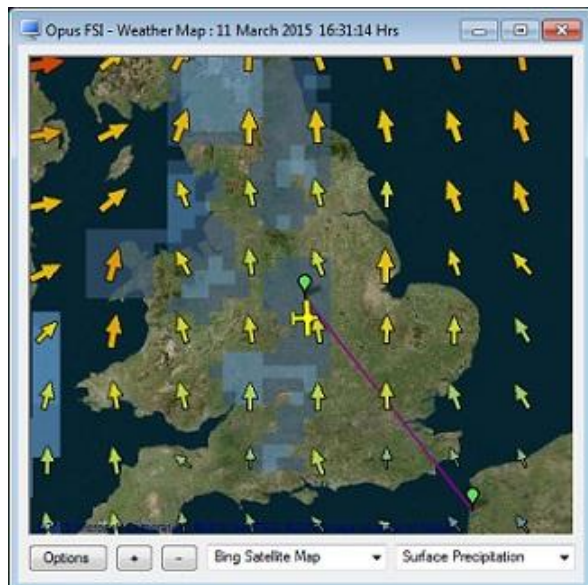 Opus FSI - Weather Map : 11 March 2015 16:31:14 Hrs
Options + - Bing Satellite Map Surface Precipitation